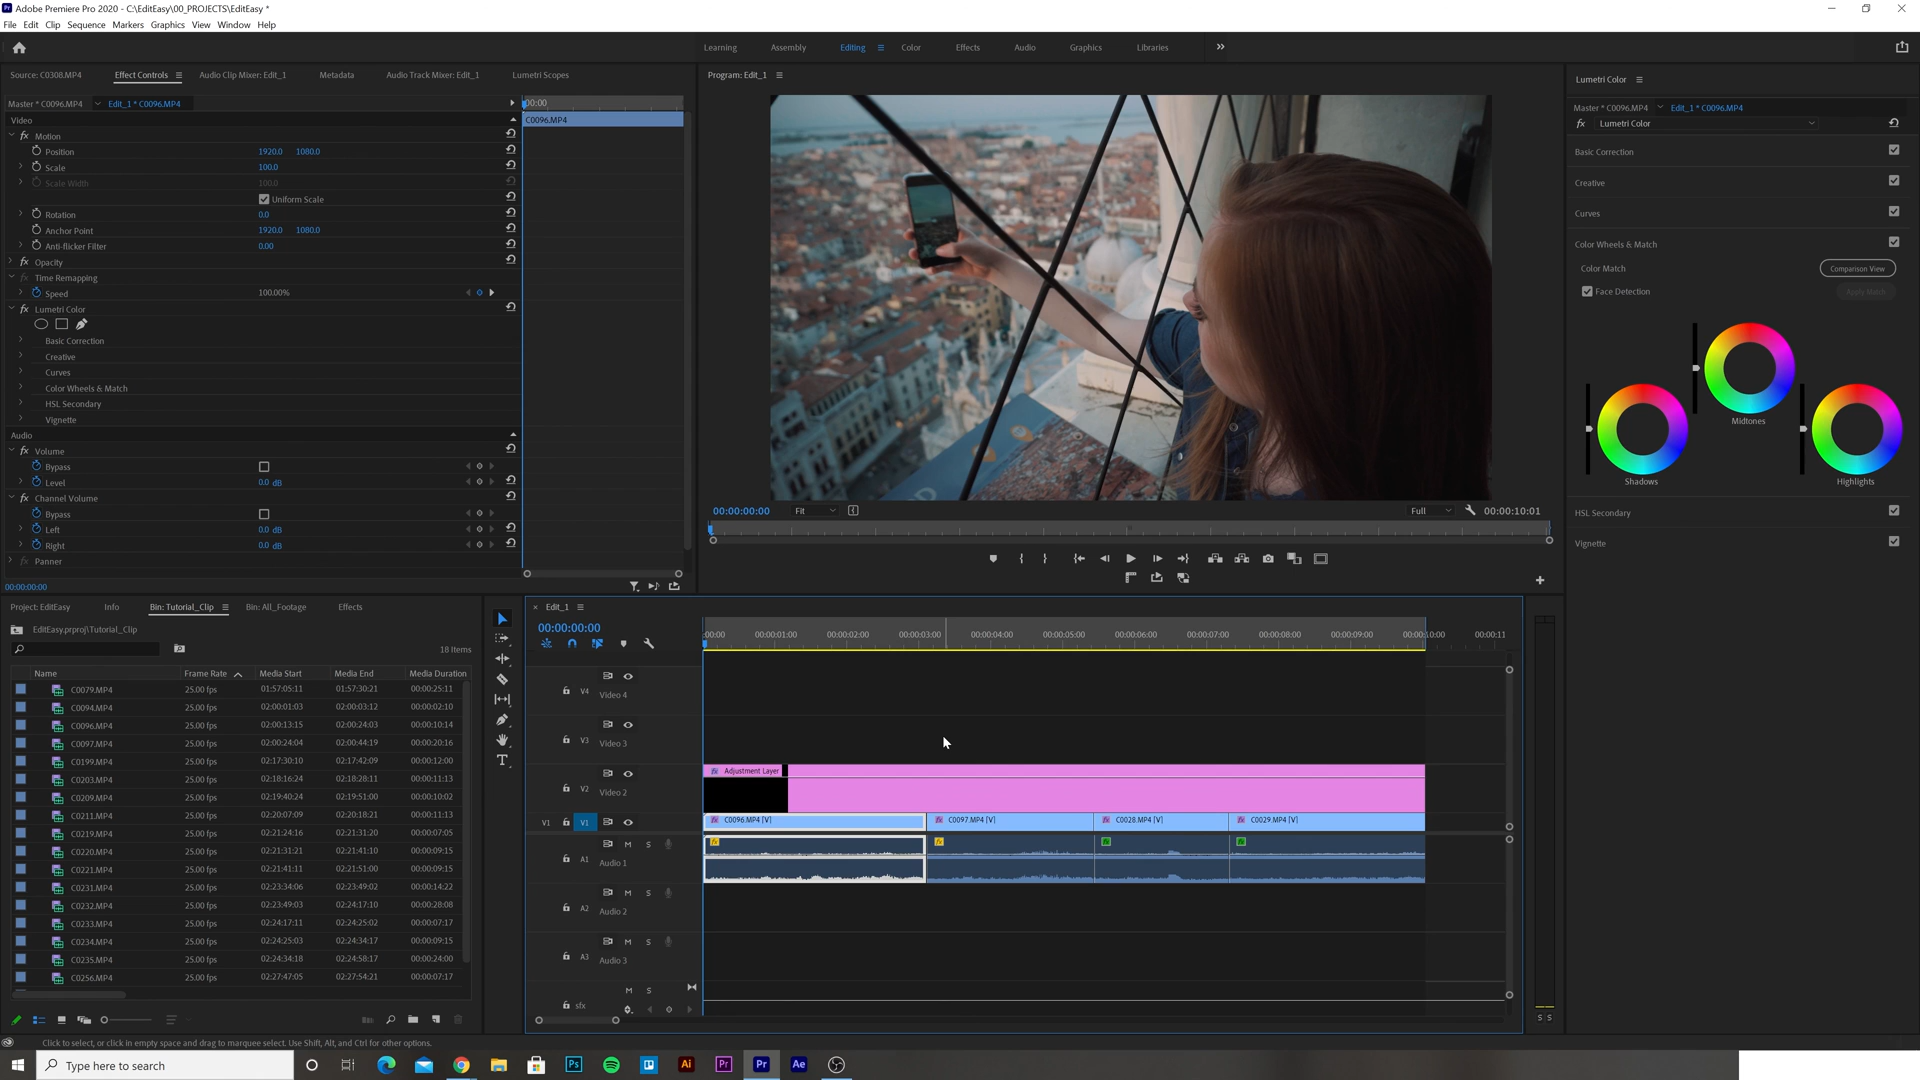 Adobe Premiere Pro 2020 - C:\EditEasy\00_PROJECTS\EditEasy *
File Edit Clip Sequence Markers Graphics View Window Help
Learning Assembly Editing Color Effects Audio Graphics Libraries
Source: C0308.MP4 Effect Controls Audio Clip Mixer: Edit_1 Metadata Audio Track Mixer: Edit_1 Lumetri Scopes
Master * C0096.MP4 Edit_1 * C0096.MP4
00:00
C0096.MP4
Video
fx Motion
Position 1920.0 1080.0
Scale 100.0
Scale Width 100.0
Uniform Scale
Rotation 0.0
Anchor Point 1920.0 1080.0
Anti-flicker Filter 0.00
fx Opacity
fx Time Remapping
Speed 100.00%
fx Lumetri Color
Basic Correction
Creative
Curves
Color Wheels & Match
HSL Secondary
Vignette
Audio
fx Volume
Bypass
Level 0.0 dB
fx Channel Volume
Bypass
Left 0.0 dB
Right 0.0 dB
fx Panner
00:00:00:00
Program: Edit_1
00:00:00:00 Fit Full 00:00:10:01
Lumetri Color
Master * C0096.MP4 Edit_1 * C0096.MP4
fx Lumetri Color
Basic Correction
Creative
Curves
Color Wheels & Match
Color Match Comparison View
Face Detection Apply Match
Midtones
Shadows Highlights
HSL Secondary
Vignette
Project: EditEasy Info Bin: Tutorial_Clip Bin: All_Footage Effects
EditEasy.prproj\Tutorial_Clip
18 Items
Name Frame Rate Media Start Media End Media Duration
C0079.MP4 25.00 fps 01:57:05:11 01:57:30:21 00:00:25:11
C0094.MP4 25.00 fps 02:00:01:03 02:00:03:12 00:00:02:10
C0096.MP4 25.00 fps 02:00:13:15 02:00:24:03 00:00:10:14
C0097.MP4 25.00 fps 02:00:24:04 02:00:44:19 00:00:20:16
C0199.MP4 25.00 fps 02:17:30:10 02:17:42:09 00:00:12:00
C0203.MP4 25.00 fps 02:18:16:24 02:18:28:11 00:00:11:13
C0209.MP4 25.00 fps 02:19:40:24 02:19:51:00 00:00:10:02
C0211.MP4 25.00 fps 02:20:07:09 02:20:18:21 00:00:11:13
C0219.MP4 25.00 fps 02:21:24:16 02:21:31:20 00:00:07:05
C0220.MP4 25.00 fps 02:21:31:21 02:21:41:10 00:00:09:15
C0221.MP4 25.00 fps 02:21:41:11 02:21:51:00 00:00:09:15
C0231.MP4 25.00 fps 02:23:34:06 02:23:49:02 00:00:14:22
C0232.MP4 25.00 fps 02:23:49:03 02:24:17:10 00:00:28:08
C0233.MP4 25.00 fps 02:24:17:11 02:24:25:02 00:00:07:17
C0234.MP4 25.00 fps 02:24:25:03 02:24:34:17 00:00:09:15
C0235.MP4 25.00 fps 02:24:34:18 02:24:58:17 00:00:24:00
C0256.MP4 25.00 fps 02:27:47:05 02:27:54:21 00:00:07:17
Edit_1
00:00:00:00
:00:00 00:00:01:00 00:00:02:00 00:00:03:00 00:00:04:00 00:00:05:00 00:00:06:00 00:00:07:00 00:00:08:00 00:00:09:00 00:00:10:00 00:00:11
V4 Video 4
V3 Video 3
V2 Video 2
fx Adjustment Layer
V1 V1
fx C0096.MP4 [V] fx C0097.MP4 [V] fx C0028.MP4 [V] fx C0029.MP4 [V]
M S
A1 Audio 1
M S
A2 Audio 2
M S
A3 Audio 3
M S
sfx
S S
Click to select, or click in empty space and drag to marquee select. Use Shift, Alt, and Ctrl for other options.
Type here to search
Ps Ai Pr Pr Ae